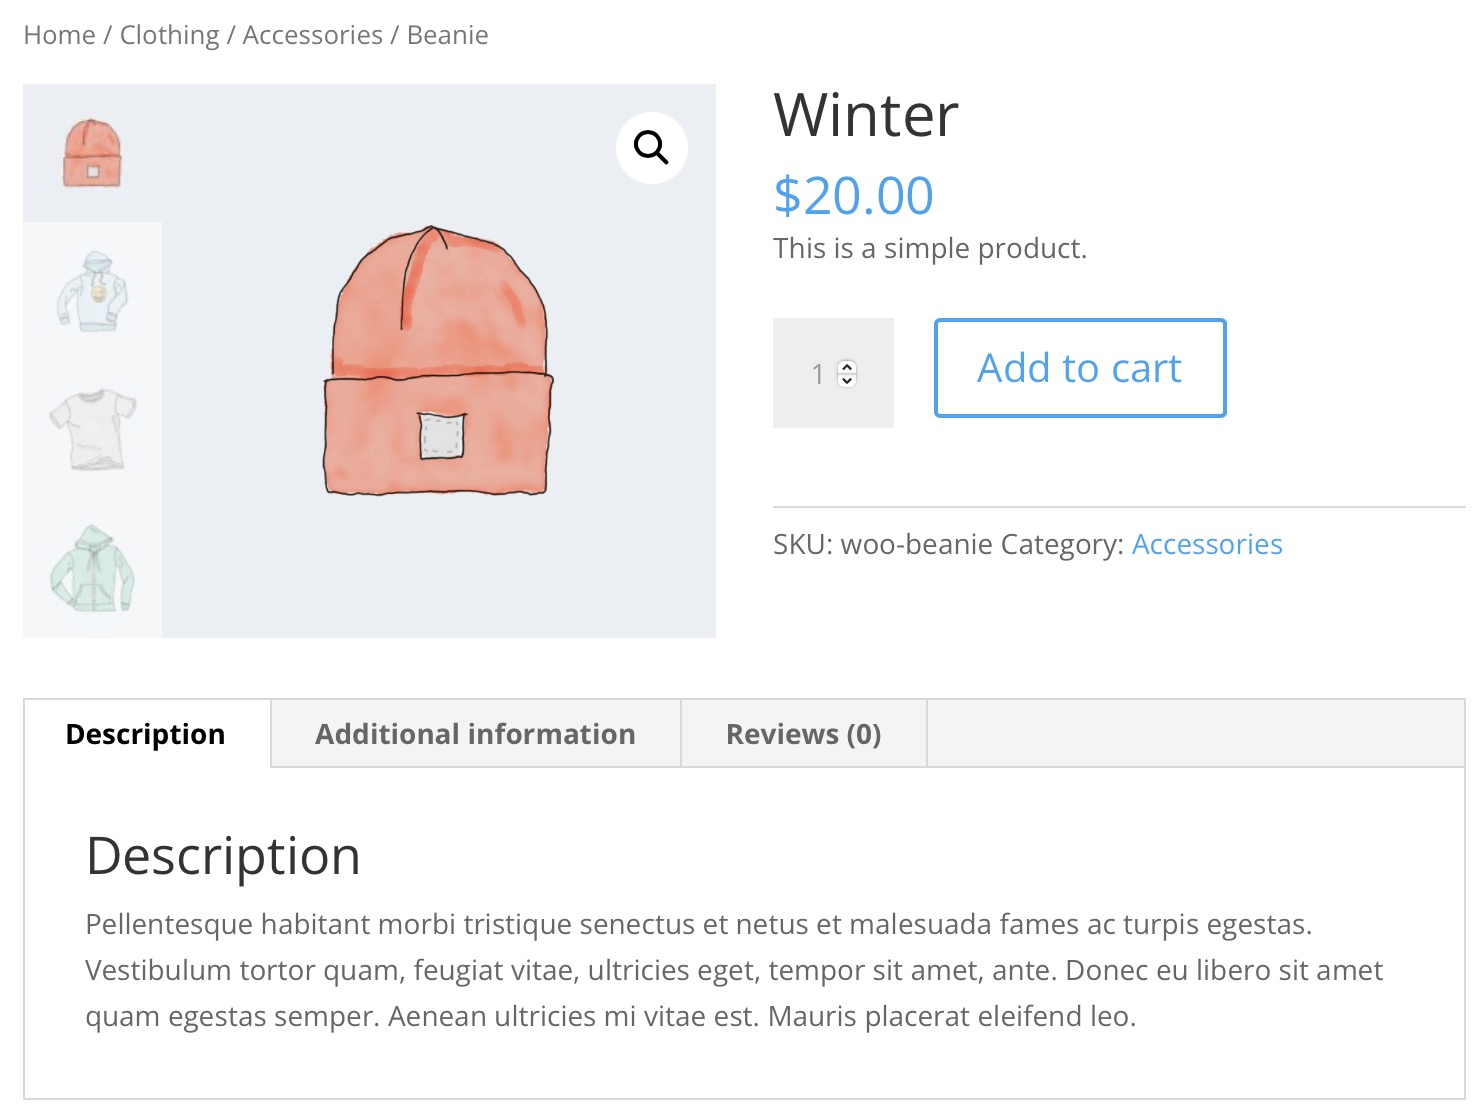 Home / Clothing / Accessories / Beanie
Winter
$20.00
This is a simple product.
1
Add to cart
SKU: woo-beanie Category: Accessories
Description
Additional information
Reviews (0)
Description
Pellentesque habitant morbi tristique senectus et netus et malesuada fames ac turpis egestas.
Vestibulum tortor quam, feugiat vitae, ultricies eget, tempor sit amet, ante. Donec eu libero sit amet
quam egestas semper. Aenean ultricies mi vitae est. Mauris placerat eleifend leo.